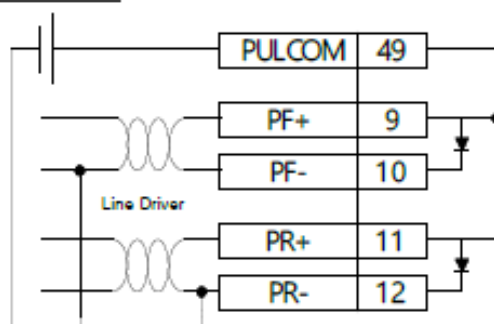 PULCOM 49
PF+ 9
PF- 10
Line Driver
PR+ 11
PR- 12